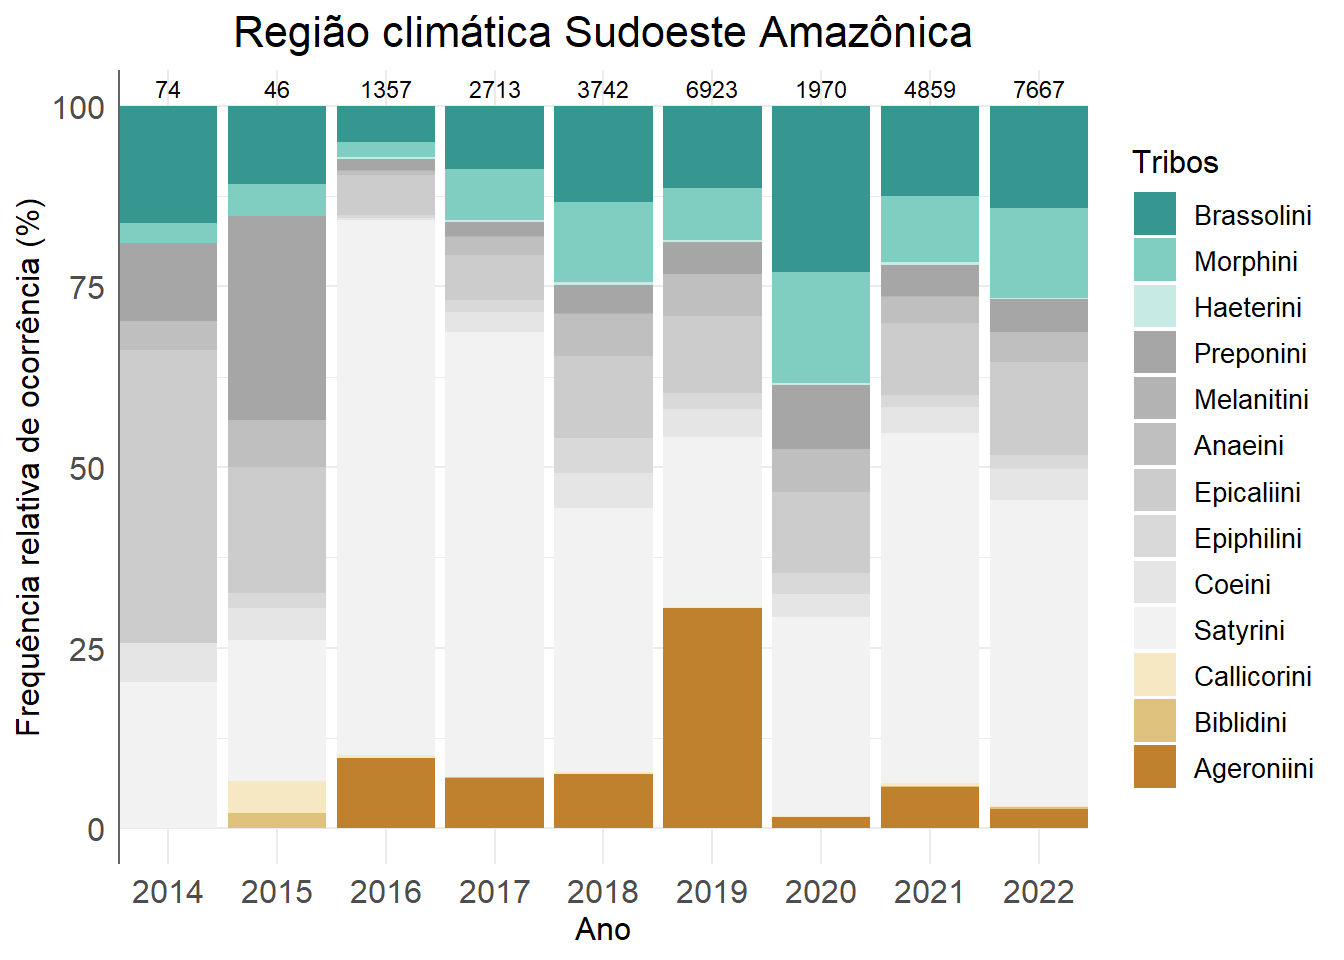 Região climática Sudoeste Amazônica
74 46 1357 2713 3742 6923 1970 4859 7667
100
75
50
25
0
Frequência relativa de ocorrência (%)
2014 2015 2016 2017 2018 2019 2020 2021 2022
Ano
Tribos
Brassolini
Morphini
Haeterini
Preponini
Melanitini
Anaeini
Epicaliini
Epiphilini
Coeini
Satyrini
Callicorini
Biblidini
Ageroniini